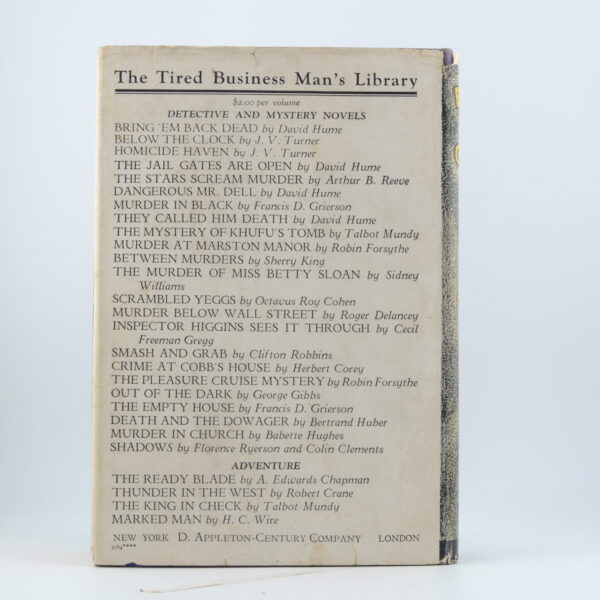 The Tired Business Man's Library
$2.00 per volume
DETECTIVE AND MYSTERY NOVELS
BRING 'EM BACK DEAD by David Hume
BELOW THE CLOCK by J. V. Turner
HOMICIDE HAVEN by J. V. Turner
THE JAIL GATES ARE OPEN by David Hume
THE STARS SCREAM MURDER by Arthur B. Reeve
DANGEROUS MR. DELL by David Hume
MURDER IN BLACK by Francis D. Grierson
THEY CALLED HIM DEATH by David Hume
THE MYSTERY OF KHUFU'S TOMB by Talbot Mundy
MURDER AT MARSTON MANOR by Robin Forsythe
BETWEEN MURDERS by Sherry King
THE MURDER OF MISS BETTY SLOAN by Sidney
Williams
SCRAMBLED YEGGS by Octavus Roy Cohen
MURDER BELOW WALL STREET by Roger Delancey
INSPECTOR HIGGINS SEES IT THROUGH by Cecil
Freeman Gregg
SMASH AND GRAB by Clifton Robbins
CRIME AT COBB'S HOUSE by Herbert Corey
THE PLEASURE CRUISE MYSTERY by Robin Forsythe
OUT OF THE DARK by George Gibbs
THE EMPTY HOUSE by Francis D. Grierson
DEATH AND THE DOWAGER by Bertrand Huber
MURDER IN CHURCH by Babette Hughes
SHADOWS by Florence Ryerson and Colin Clements
ADVENTURE
THE READY BLADE by A. Edwards Chapman
THUNDER IN THE WEST by Robert Crane
THE KING IN CHECK by Talbot Mundy
MARKED MAN by H. C. Wire
NEW YORK D. APPLETON-CENTURY COMPANY LONDON